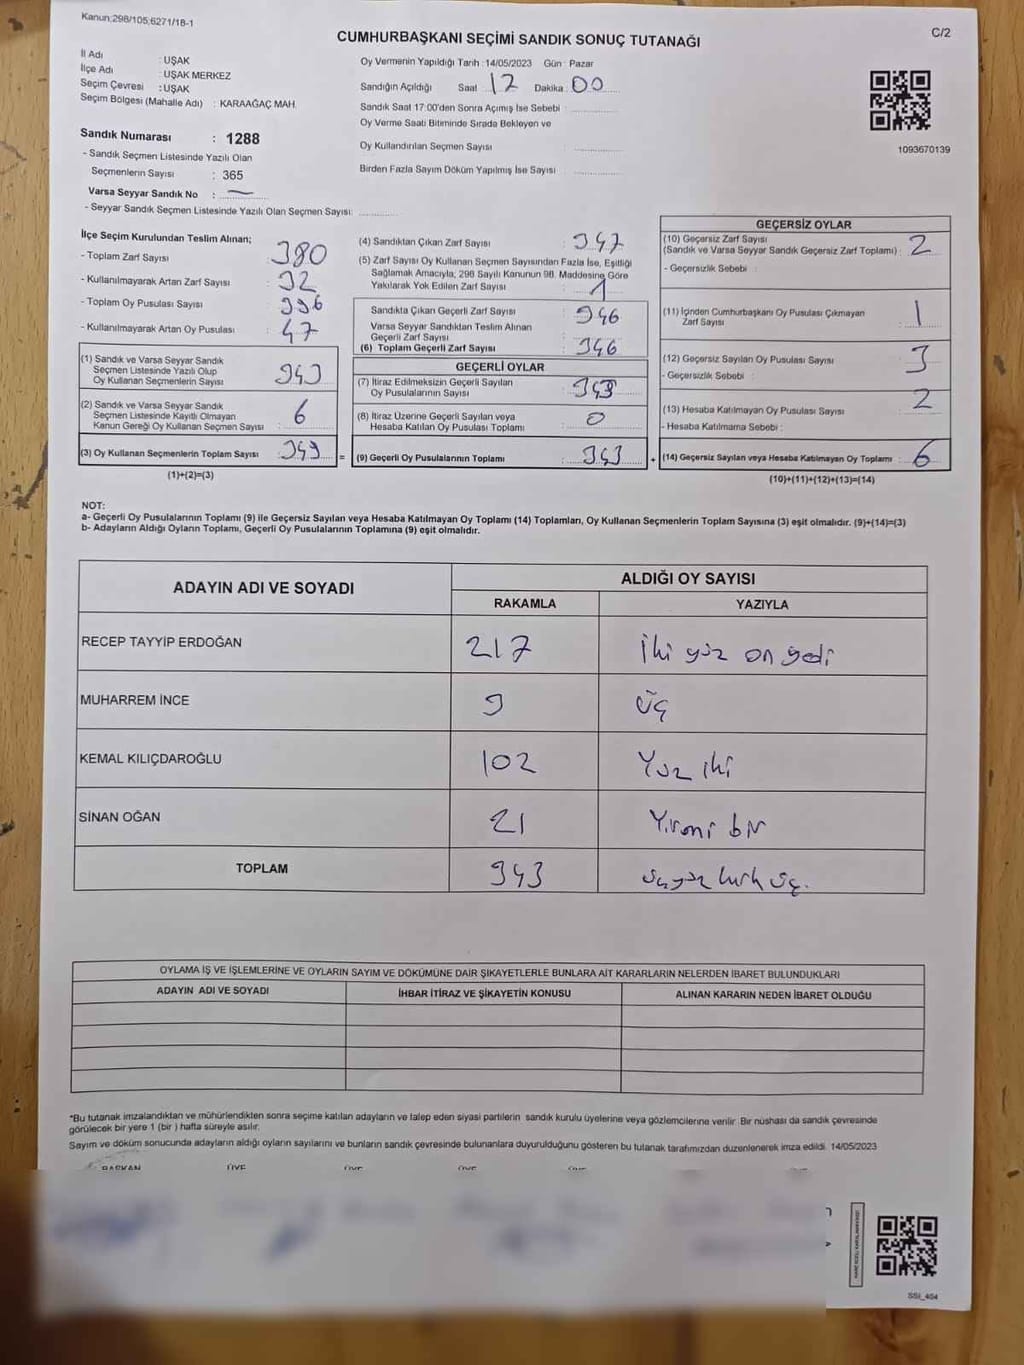 Kanun:298/105;6271/18-1
C/2
CUMHURBAŞKANI SEÇİMİ SANDIK SONUÇ TUTANAĞI
İl Adı : UŞAK
İlçe Adı : UŞAK MERKEZ
Seçim Çevresi : UŞAK
Seçim Bölgesi (Mahalle Adı) : KARAAĞAÇ MAH.
Oy Vermenin Yapıldığı Tarih :14/05/2023 Gün : Pazar
Sandığın Açıldığı Saat 17 Dakika : 00
Sandık Saat 17:00'den Sonra Açımış İse Sebebi :
Oy Verme Saati Bitiminde Sırada Bekleyen ve
Oy Kullandırılan Seçmen Sayısı :
Birden Fazla Sayım Döküm Yapılmış İse Sayısı :
1093670139
Sandık Numarası : 1288
- Sandık Seçmen Listesinde Yazılı Olan
Seçmenlerin Sayısı : 365
Varsa Seyyar Sandık No : —
- Seyyar Sandık Seçmen Listesinde Yazılı Olan Seçmen Sayısı:
İlçe Seçim Kurulundan Teslim Alınan;
- Toplam Zarf Sayısı : 380
- Kullanılmayarak Artan Zarf Sayısı : 32
- Toplam Oy Pusulası Sayısı : 396
- Kullanılmayarak Artan Oy Pusulası : 47
(1) Sandık ve Varsa Seyyar Sandık
Seçmen Listesinde Yazılı Olup
Oy Kullanan Seçmenlerin Sayısı : 343
(2) Sandık ve Varsa Seyyar Sandık
Seçmen Listesinde Kayıtlı Olmayan
Kanun Gereği Oy Kullanan Seçmen Sayısı : 6
(3) Oy Kullanan Seçmenlerin Toplam Sayısı : 349 =
(1)+(2)=(3)
(4) Sandıktan Çıkan Zarf Sayısı : 347
(5) Zarf Sayısı Oy Kullanan Seçmen Sayısından Fazla İse, Eşitliği
Sağlamak Amacıyla, 298 Sayılı Kanunun 98. Maddesine Göre
Yakılarak Yok Edilen Zarf Sayısı : 1
Sandıkta Çıkan Geçerli Zarf Sayısı : 346
Varsa Seyyar Sandıktan Teslim Alınan
Geçerli Zarf Sayısı :
(6) Toplam Geçerli Zarf Sayısı : 346
GEÇERLİ OYLAR
(7) İtiraz Edilmeksizin Geçerli Sayılan
Oy Pusulalarının Sayısı : 343
(8) İtiraz Üzerine Geçerli Sayılan veya
Hesaba Katılan Oy Pusulası Toplamı : 0
(9) Geçerli Oy Pusulalarının Toplamı : 343 +
GEÇERSİZ OYLAR
(10) Geçersiz Zarf Sayısı
(Sandık ve Varsa Seyyar Sandık Geçersiz Zarf Toplamı) : 2
- Geçersizlik Sebebi :
(11) İçinden Cumhurbaşkanı Oy Pusulası Çıkmayan
Zarf Sayısı : 1
(12) Geçersiz Sayılan Oy Pusulası Sayısı : 3
- Geçersizlik Sebebi :
(13) Hesaba Katılmayan Oy Pusulası Sayısı : 2
- Hesaba Katılmama Sebebi :
(14) Geçersiz Sayılan veya Hesaba Katılmayan Oy Toplamı : 6
(10)+(11)+(12)+(13)=(14)
NOT:
a- Geçerli Oy Pusulalarının Toplamı (9) ile Geçersiz Sayılan veya Hesaba Katılmayan Oy Toplamı (14) Toplamları, Oy Kullanan Seçmenlerin Toplam Sayısına (3) eşit olmalıdır. (9)+(14)=(3)
b- Adayların Aldığı Oyların Toplamı, Geçerli Oy Pusulalarının Toplamına (9) eşit olmalıdır.
ADAYIN ADI VE SOYADI ALDIĞI OY SAYISI
RAKAMLA YAZIYLA
RECEP TAYYİP ERDOĞAN 217 İki yüz on yedi
MUHARREM İNCE 3 üç
KEMAL KILIÇDAROĞLU 102 Yüz iki
SİNAN OĞAN 21 Yirmi bir
TOPLAM 343 üçyüz kırk üç.
OYLAMA İŞ VE İŞLEMLERİNE VE OYLARIN SAYIM VE DÖKÜMÜNE DAİR ŞİKAYETLERLE BUNLARA AİT KARARLARIN NELERDEN İBARET BULUNDUKLARI
ADAYIN ADI VE SOYADI İHBAR İTİRAZ VE ŞİKAYETİN KONUSU ALINAN KARARIN NEDEN İBARET OLDUĞU
*Bu tutanak imzalandıktan ve mühürlendikten sonra seçime katılan adayların ve talep eden siyasi partilerin sandık kurulu üyelerine veya gözlemcilerine verilir. Bir nüshası da sandık çevresinde
görülecek bir yere 1 (bir ) hafta süreyle asılır.
Sayım ve döküm sonucunda adayların aldığı oyların sayılarını ve bunların sandık çevresinde bulunanlara duyurulduğunu gösteren bu tutanak tarafımızdan düzenlenerek imza edildi. 14/05/2023
BAŞKAN ÜYE ÜYE ÜYE ÜYE
SSİ_404